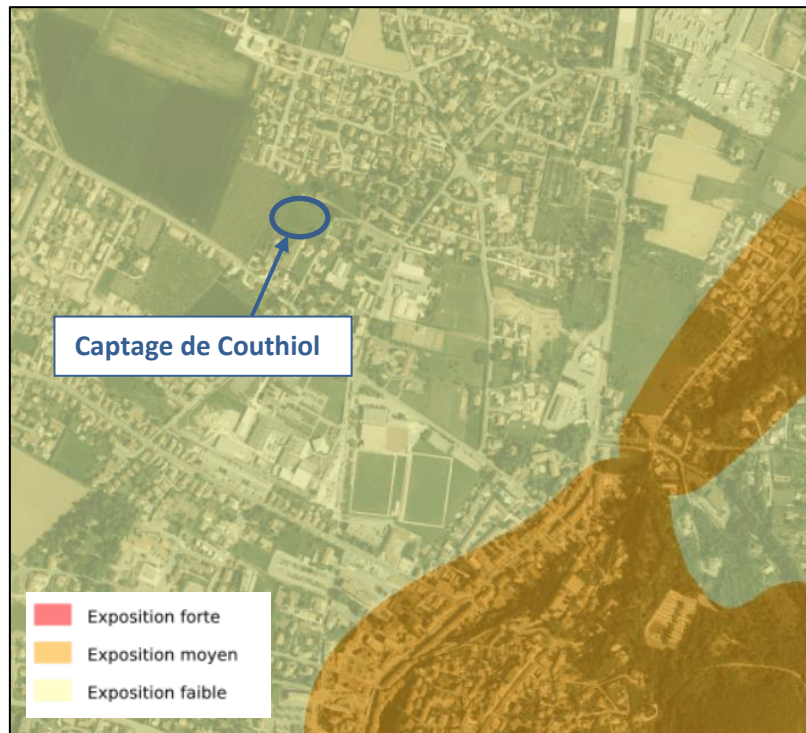 Captage de Couthiol
Exposition forte
Exposition moyen
Exposition faible